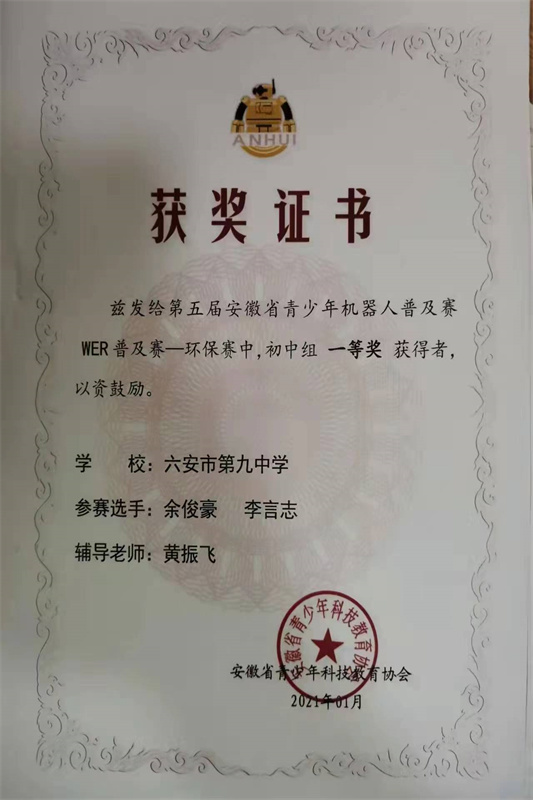 ANHUI
获奖证书
兹发给第五届安徽省青少年机器人普及赛
WER普及赛—环保赛中,初中组 一等奖 获得者,
以资鼓励。
学 校：六安市第九中学
参赛选手：余俊豪 李言志
辅导老师：黄振飞
安徽省青少年科技教育协会
安徽省青少年科技教育协会
2021年01月